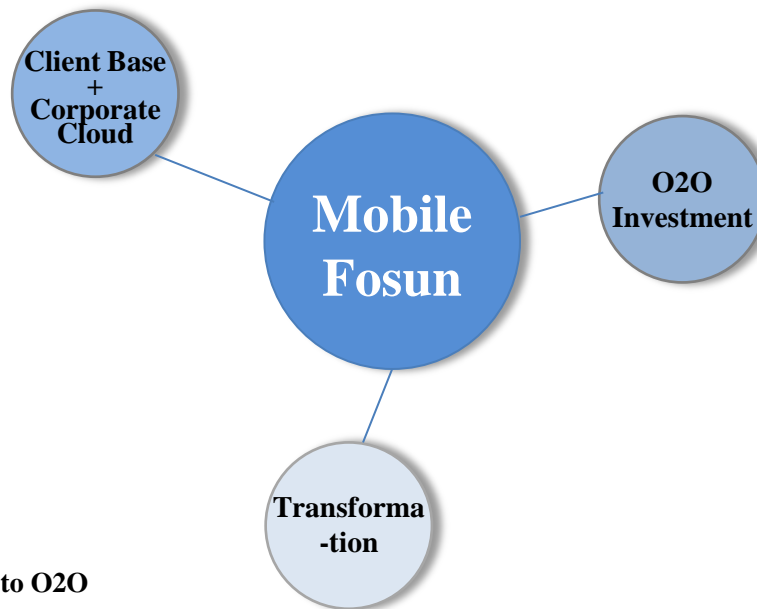 Client Base
+
Corporate
Cloud
Mobile
Fosun
O2O
Investment
Transforma
-tion
to O2O